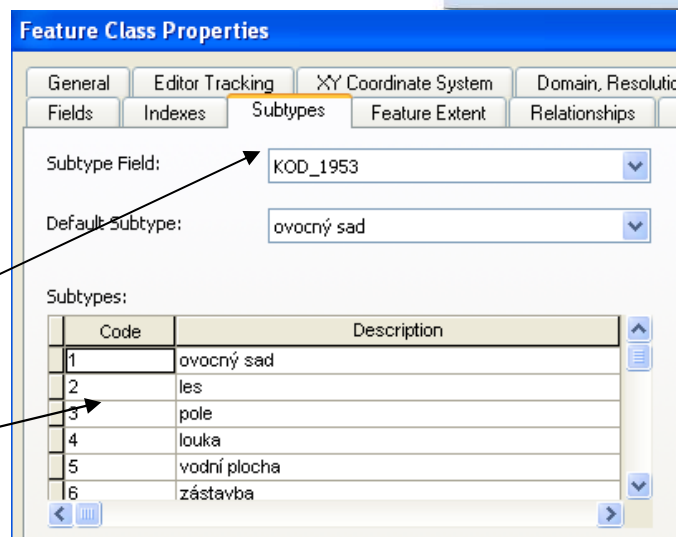 Feature Class Properties
General Editor Tracking XY Coordinate System Domain, Resolutio
Fields Indexes Subtypes Feature Extent Relationships
Subtype Field: KOD_1953
Default Subtype: ovocný sad
Subtypes:
Code Description
1 ovocný sad
2 les
3 pole
4 louka
5 vodní plocha
6 zástavba